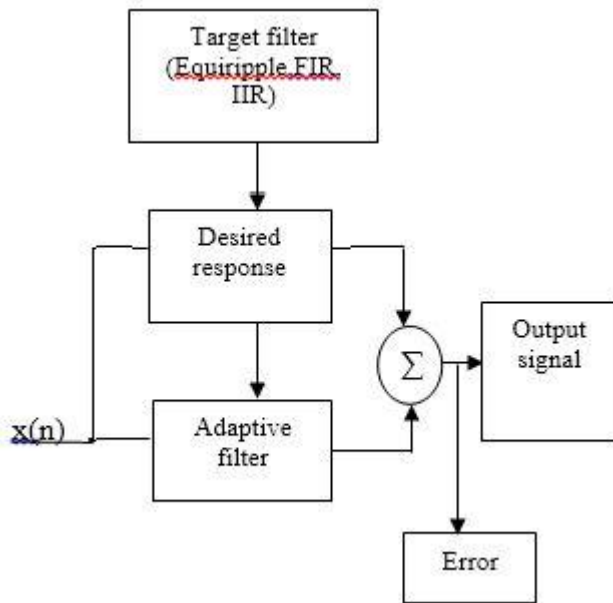 Target filter
(Equiripple,FIR,
IIR)
Desired
response
Σ
Output
signal
x(n)
Adaptive
filter
Error